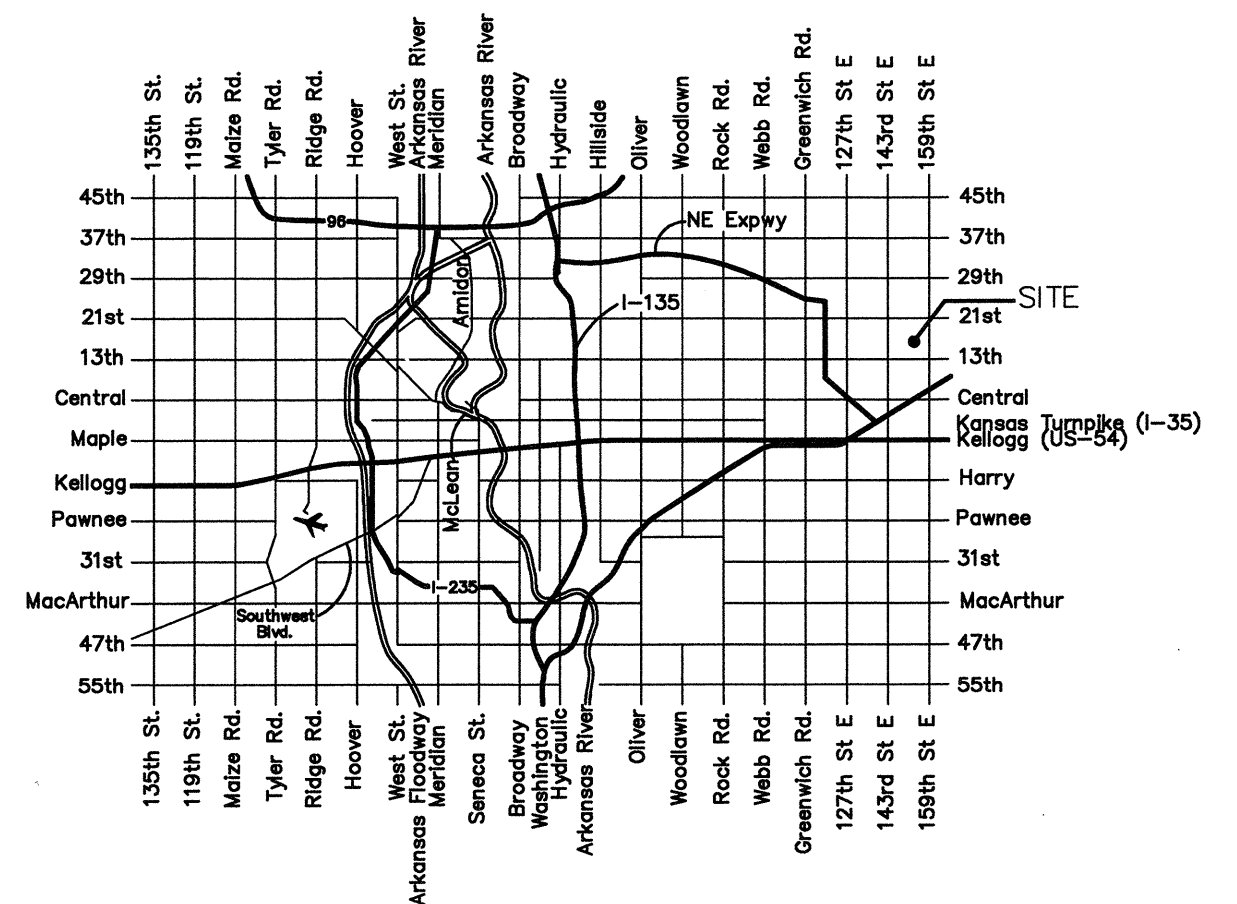 135th St.
119th St.
Maize Rd.
Tyler Rd.
Ridge Rd.
Hoover
West St.
Arkansas River
Meridian
Arkansas River
Broadway
Hydraulic
Hillside
Oliver
Woodlawn
Rock Rd.
Webb Rd.
Greenwich Rd.
127th St E
143rd St E
159th St E
45th
37th
29th
21st
13th
Central
Maple
Kellogg
Pawnee
31st
MacArthur
47th
55th
96
NE Expwy
Amidon
I-135
SITE
McLean
I-235
Southwest
Blvd.
45th
37th
29th
21st
13th
Central
Kansas Turnpike (I-35)
Kellogg (US-54)
Harry
Pawnee
31st
MacArthur
47th
55th
135th St.
119th St.
Maize Rd.
Tyler Rd.
Ridge Rd.
Hoover
West St.
Arkansas Floodway
Meridian
Seneca St.
Broadway
Washington
Hydraulic
Arkansas River
Oliver
Woodlawn
Rock Rd.
Webb Rd.
Greenwich Rd.
127th St E
143rd St E
159th St E